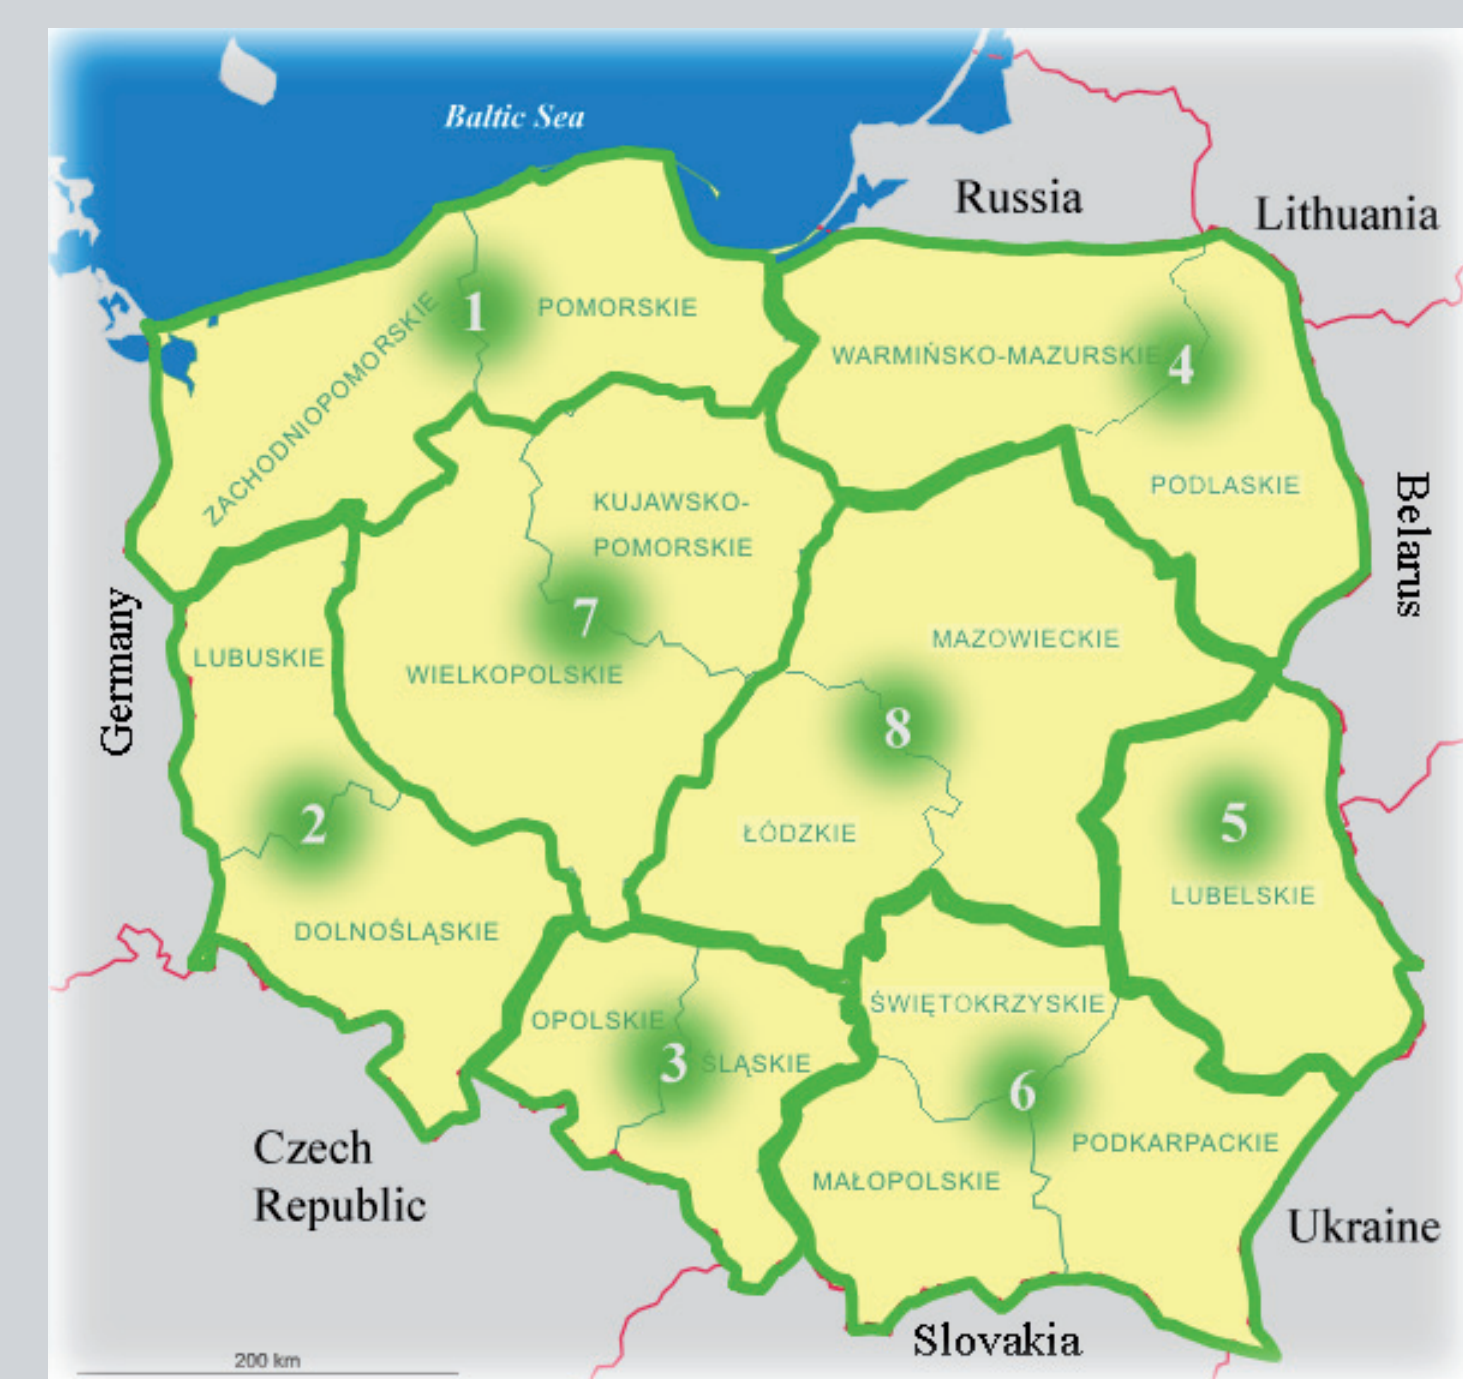 Baltic Sea
Russia
Lithuania
1
POMORSKIE
ZACHODNIOPOMORSKIE
WARMIŃSKO-MAZURSKIE
4
PODLASKIE
Belarus
KUJAWSKO-
POMORSKIE
7
WIELKOPOLSKIE
LUBUSKIE
Germany
MAZOWIECKIE
8
2
ŁÓDZKIE
5
LUBELSKIE
DOLNOŚLĄSKIE
OPOLSKIE
3
ŚLĄSKIE
ŚWIĘTOKRZYSKIE
6
PODKARPACKIE
MAŁOPOLSKIE
Czech
Republic
Ukraine
Slovakia
200 km